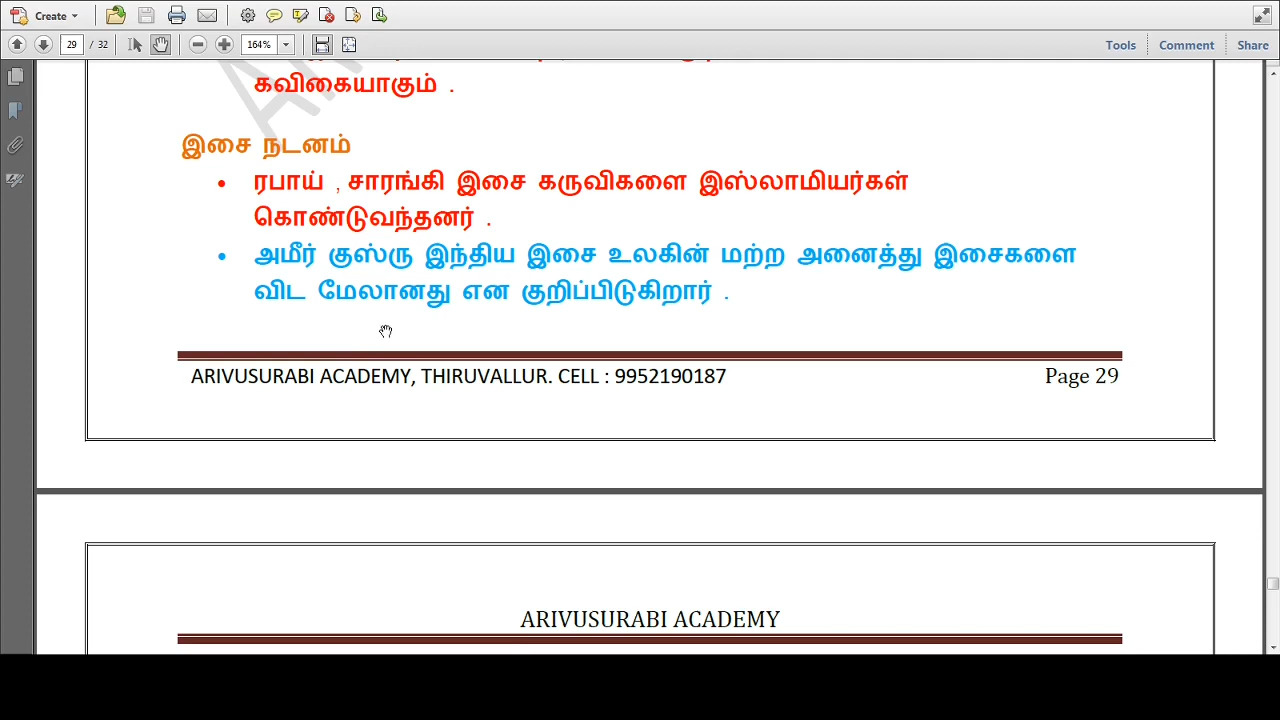 Create
29 / 32
164%
Tools Comment Share
கவிகையாகும் .
இசை நடனம்
• ரபாய் , சாரங்கி இசை கருவிகளை இஸ்லாமியர்கள்
கொண்டுவந்தனர் .
• அமீர் குஸ்ரு இந்திய இசை உலகின் மற்ற அனைத்து இசைகளை
விட மேலானது என குறிப்பிடுகிறார் .
ARIVUSURABI ACADEMY, THIRUVALLUR. CELL : 9952190187 Page 29
ARIVUSURABI ACADEMY